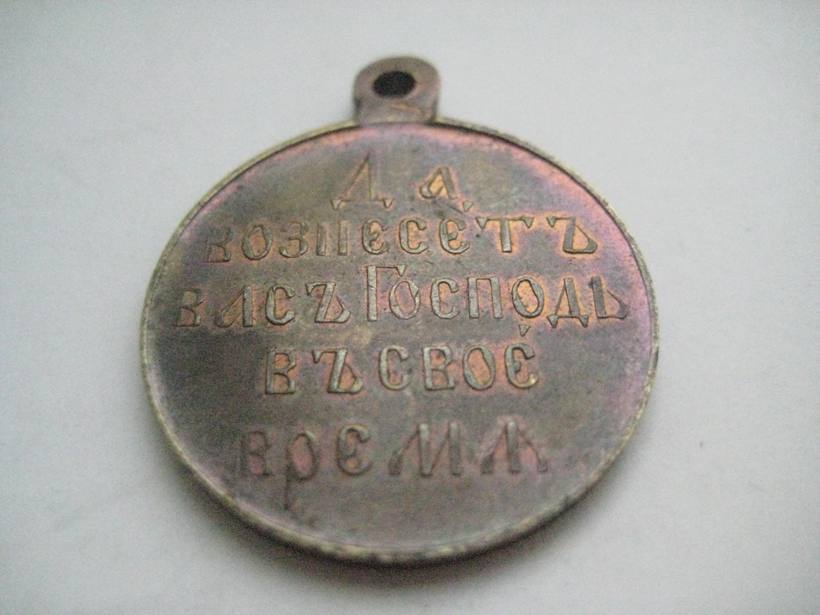 ДА
ВОЗНЕСЕТЪ
ВАСЪ ГОСПОДЬ
ВЪ СВОЕ́
ВРЕМЯ